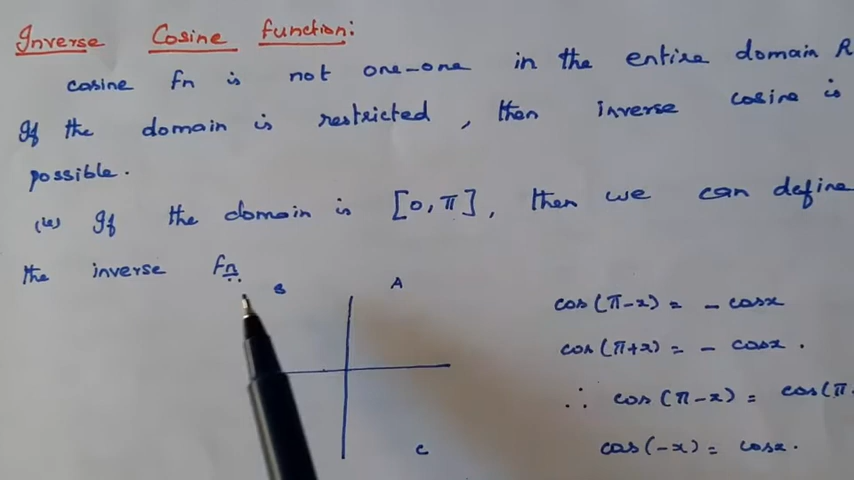 Inverse Cosine function:
cosine fn is not one-one in the entire domain R
If the domain is restricted, then inverse cosine is
possible.
(ie) If the domain is [0, π], then we can define
the inverse fn.
S A
cos(π-x) = - cosx
cos(π+x) = - cosx.
∴ cos(π-x) = cos(π
cos(-x) = cosx.
C